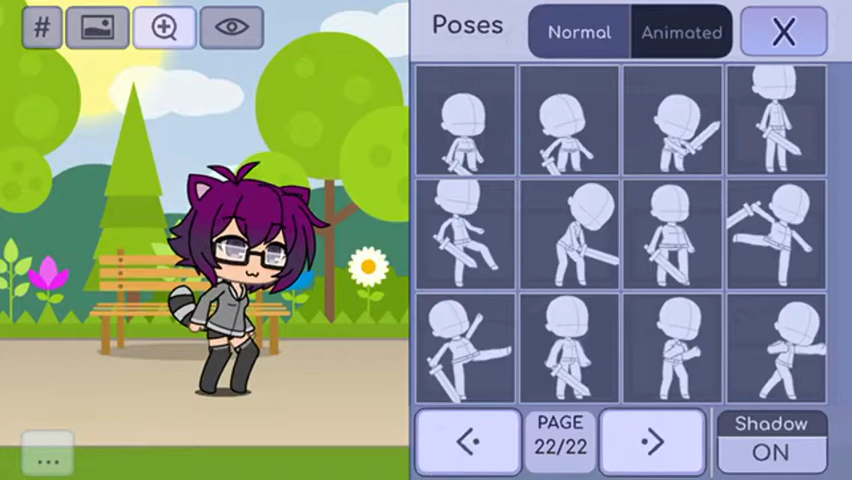 #
Poses
Normal
Animated
X
PAGE
22/22
Shadow
ON
...